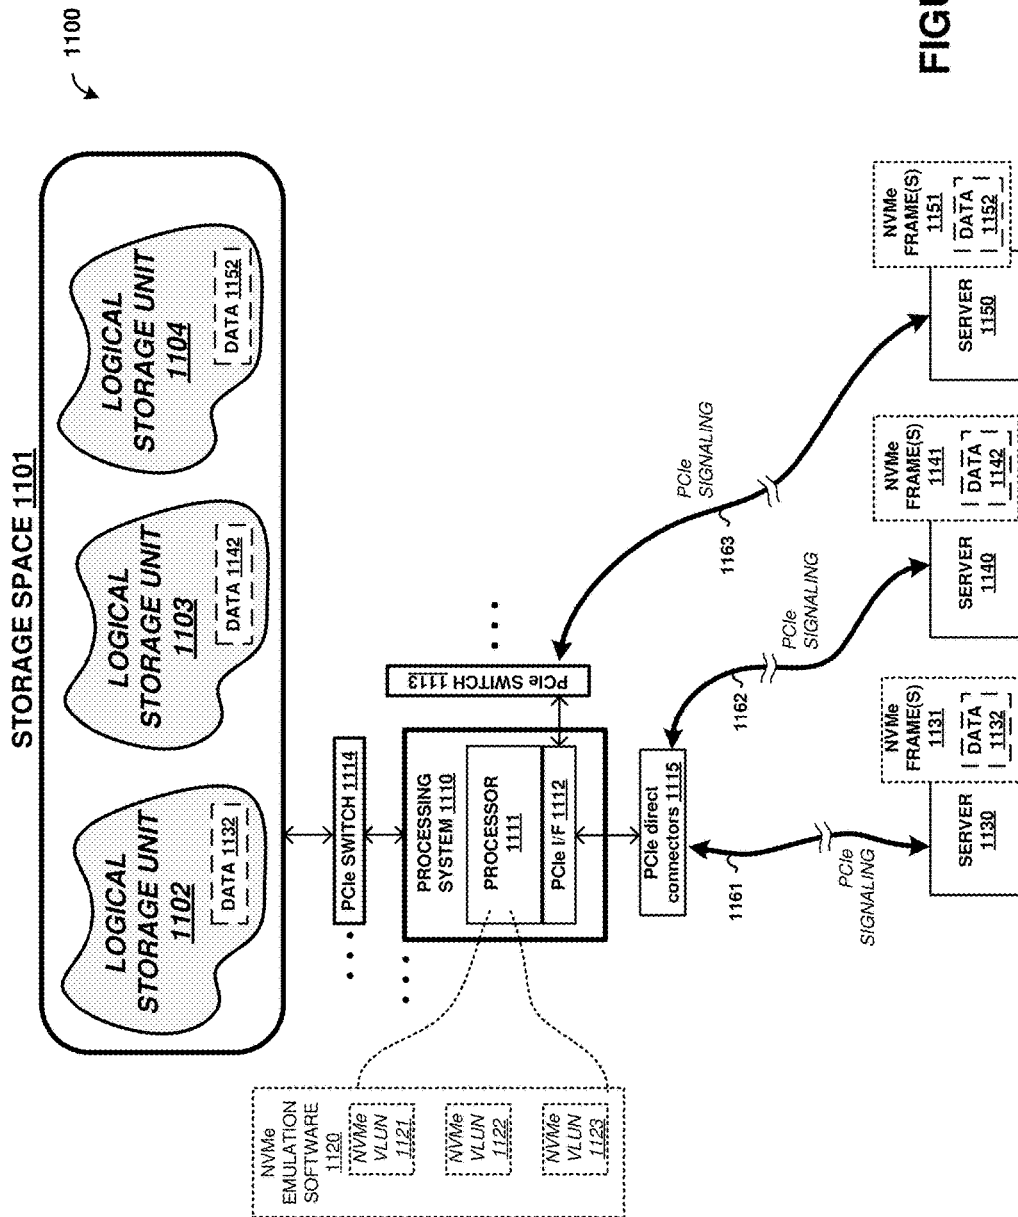 1100
STORAGE SPACE 1101
LOGICAL
STORAGE UNIT
1102
DATA 1132
LOGICAL
STORAGE UNIT
1103
DATA 1142
LOGICAL
STORAGE UNIT
1104
DATA 1152
PCIe SWITCH 1114
PROCESSING
SYSTEM 1110
PROCESSOR
1111
PCIe I/F 1112
PCIe SWITCH 1113
PCIe direct
connectors 1115
NVMe
EMULATION
SOFTWARE
1120
NVMe
VLUN
1121
NVMe
VLUN
1122
NVMe
VLUN
1123
1161
PCIe
SIGNALING
1162
PCIe
SIGNALING
1163
PCIe
SIGNALING
SERVER
1130
NVMe
FRAME(S)
1131
DATA
1132
SERVER
1140
NVMe
FRAME(S)
1141
DATA
1142
SERVER
1150
NVMe
FRAME(S)
1151
DATA
1152